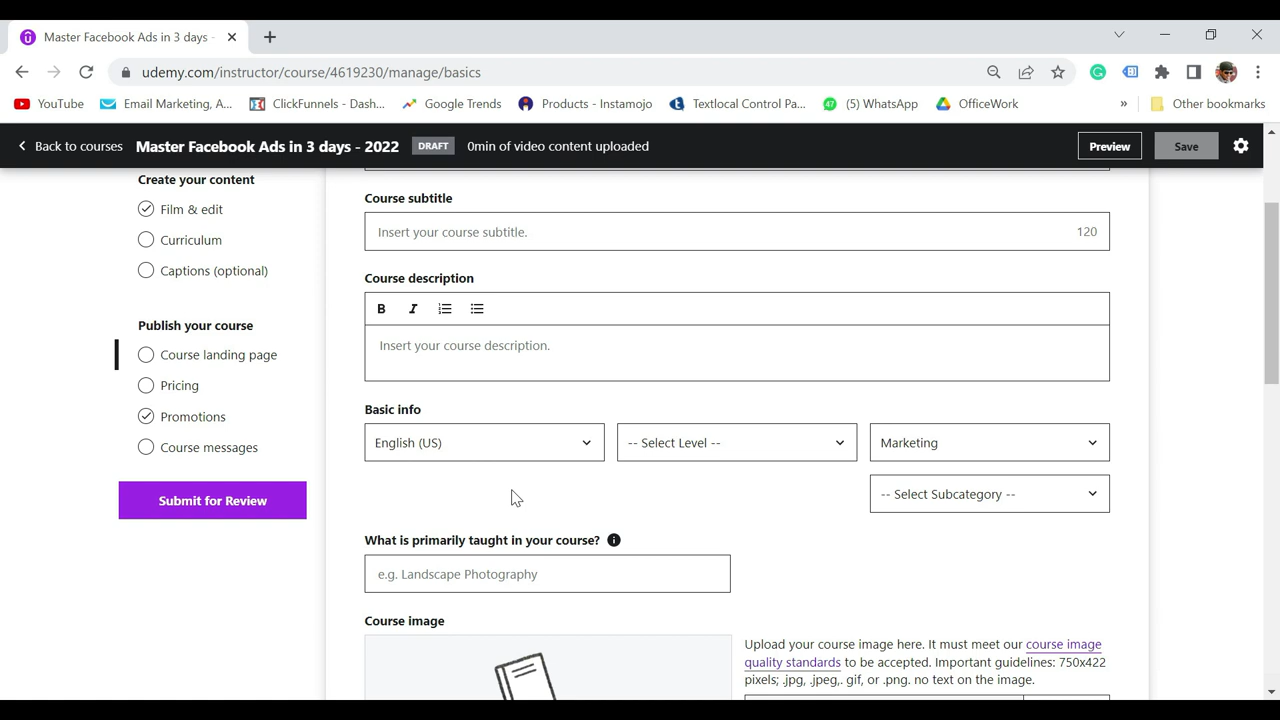 Master Facebook Ads in 3 days -
udemy.com/instructor/course/4619230/manage/basics
YouTube
Email Marketing, A...
ClickFunnels - Dash...
Google Trends
Products - Instamojo
Textlocal Control Pa...
47
(5) WhatsApp
OfficeWork
»
Other bookmarks
Back to courses
Master Facebook Ads in 3 days - 2022
DRAFT
0min of video content uploaded
Preview
Save
Create your content
Film & edit
Curriculum
Captions (optional)
Publish your course
Course landing page
Pricing
Promotions
Course messages
Submit for Review
Course subtitle
Insert your course subtitle.
120
Course description
B I
Insert your course description.
Basic info
English (US)
-- Select Level --
Marketing
-- Select Subcategory --
What is primarily taught in your course?
e.g. Landscape Photography
Course image
Upload your course image here. It must meet our course image
quality standards to be accepted. Important guidelines: 750x422
pixels; .jpg, .jpeg,. gif, or .png. no text on the image.